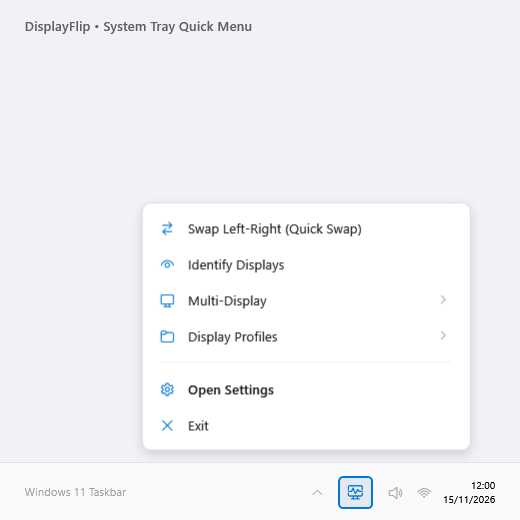 DisplayFlip • System Tray Quick Menu
Swap Left-Right (Quick Swap)
Identify Displays
Multi-Display
Display Profiles
Open Settings
Exit
Windows 11 Taskbar
12:00
15/11/2026